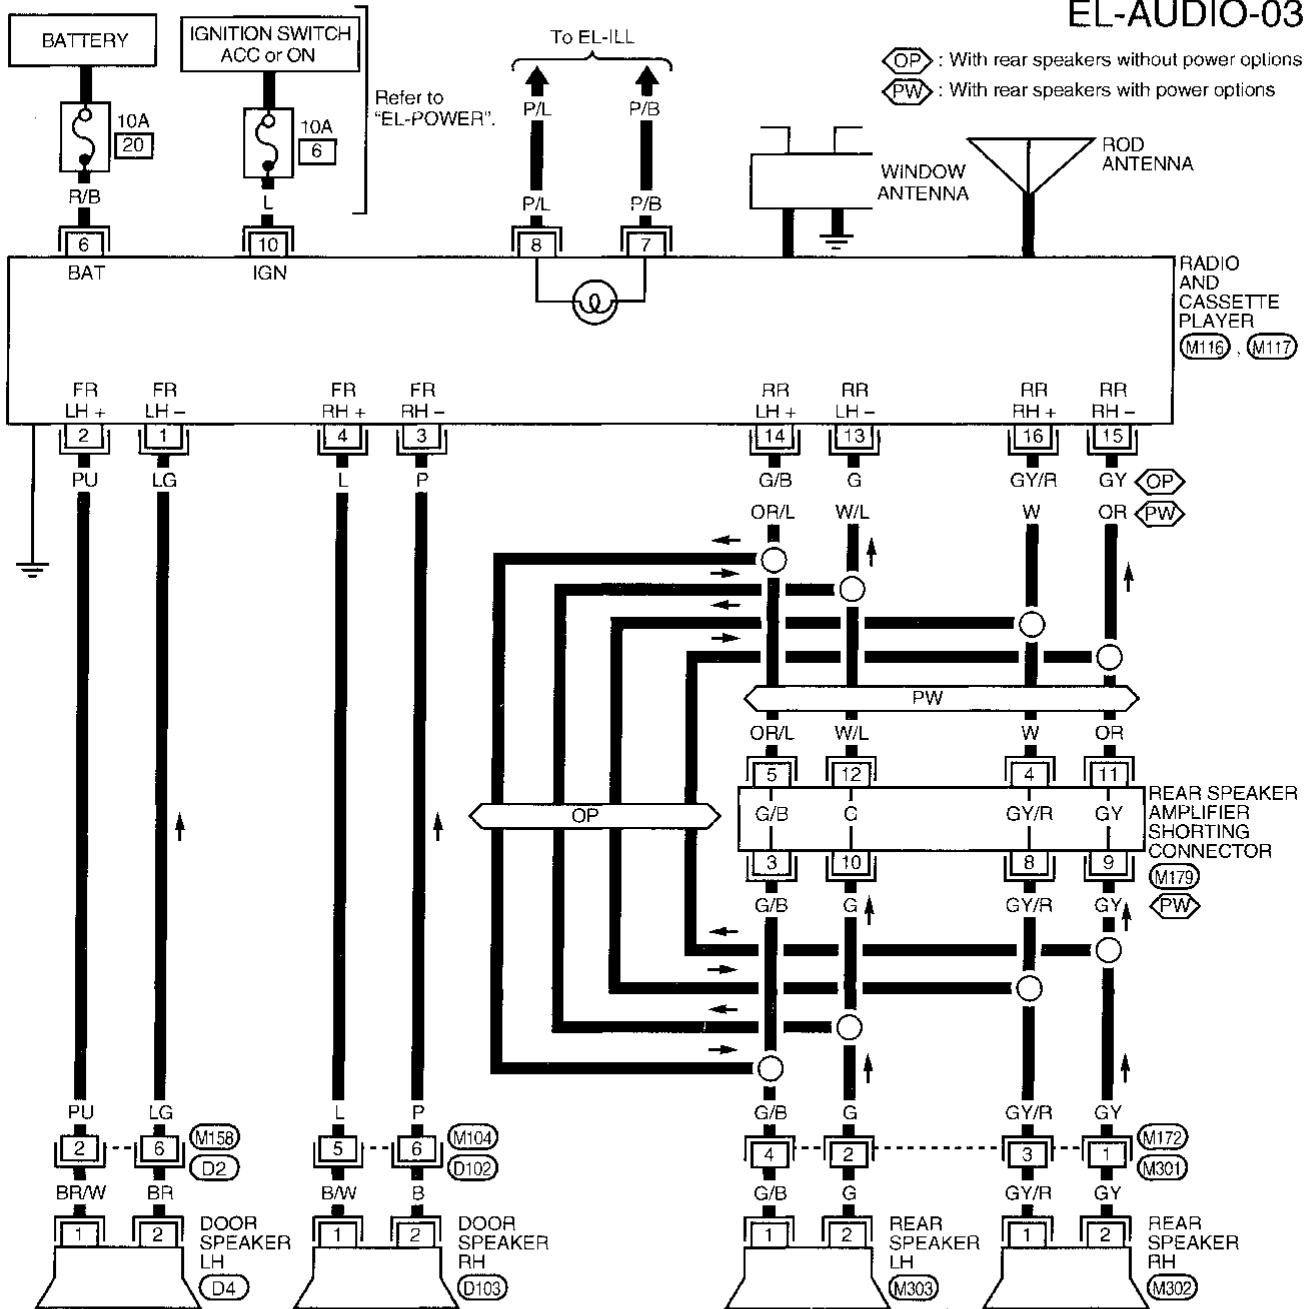 EL-AUDIO-03
BATTERY
IGNITION SWITCH
ACC or ON
To EL-ILL
OP : With rear speakers without power options
PW : With rear speakers with power options
Refer to
"EL-POWER".
10A
20
10A
6
P/L
P/B
WINDOW
ANTENNA
ROD
ANTENNA
R/B
L
P/L
P/B
6
10
8
7
BAT
IGN
RADIO
AND
CASSETTE
PLAYER
M116 , M117
FR
LH +
FR
LH −
FR
RH +
FR
RH −
RR
LH +
RR
LH −
RR
RH +
RR
RH −
2
1
4
3
14
13
16
15
PU
LG
L
P
G/B
G
GY/R
GY
OP
OR/L
W/L
W
OR
PW
PW
OR/L
W/L
W
OR
5
12
4
11
OP
G/B
C
GY/R
GY
REAR SPEAKER
AMPLIFIER
SHORTING
CONNECTOR
M179
PW
3
10
8
9
G/B
G
GY/R
GY
PU
LG
L
P
G/B
G
GY/R
GY
2
6
M158
D2
5
6
M104
D102
4
2
3
1
M172
M301
BR/W
BR
B/W
B
G/B
G
GY/R
GY
1
2
DOOR
SPEAKER
LH
D4
1
2
DOOR
SPEAKER
RH
D103
1
2
REAR
SPEAKER
LH
M303
1
2
REAR
SPEAKER
RH
M302